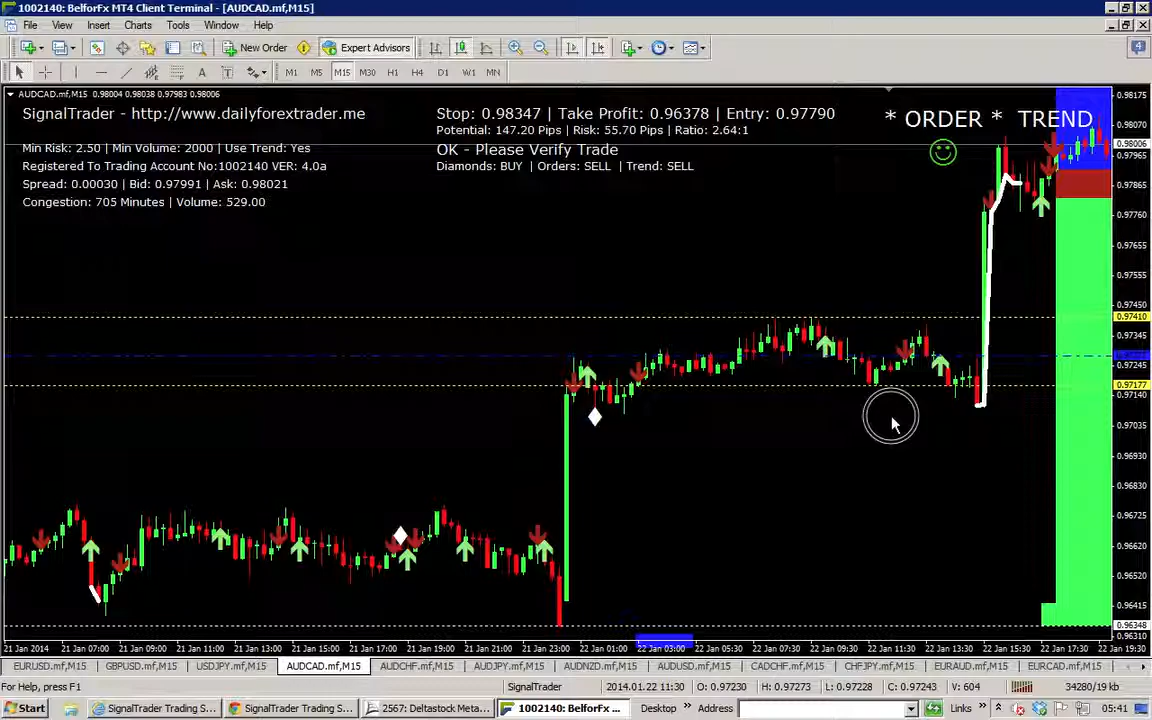 1002140: BelforFx MT4 Client Terminal - [AUDCAD.mf,M15]
File View Insert Charts Tools Window Help
New Order Expert Advisors 4
A T M1 M5 M15 M30 H1 H4 D1 W1 MN
AUDCAD.mf,M15 0.98004 0.98038 0.97983 0.98006
SignalTrader - http://www.dailyforextrader.me
Min Risk: 2.50 | Min Volume: 2000 | Use Trend: Yes
Registered To Trading Account No:1002140 VER: 4.0a
Spread: 0.00030 | Bid: 0.97991 | Ask: 0.98021
Congestion: 705 Minutes | Volume: 529.00
Stop: 0.98347 | Take Profit: 0.96378 | Entry: 0.97790
Potential: 147.20 Pips | Risk: 55.70 Pips | Ratio: 2.64:1
OK - Please Verify Trade
Diamonds: BUY | Orders: SELL | Trend: SELL
* ORDER * TREND
0.98175
0.98070
0.98006
0.97965
0.97865
0.97760
0.97655
0.97555
0.97450
0.97410
0.97345
0.97245
0.97177
0.97140
0.97035
0.96930
0.96830
0.96725
0.96620
0.96520
0.96415
0.96348
0.96310
21 Jan 2014 21 Jan 07:00 21 Jan 09:00 21 Jan 11:00 21 Jan 13:00 21 Jan 15:00 21 Jan 17:00 21 Jan 19:00 21 Jan 21:00 21 Jan 23:00 22 Jan 01:00 22 Jan 03:00 22 Jan 05:30 22 Jan 07:30 22 Jan 09:30 22 Jan 11:30 22 Jan 13:30 22 Jan 15:30 22 Jan 17:30 22 Jan 19:30
EURUSD.mf,M15 GBPUSD.mf,M15 USDJPY.mf,M15 AUDCAD.mf,M15 AUDCHF.mf,M15 AUDJPY.mf,M15 AUDNZD.mf,M15 AUDUSD.mf,M15 CADCHF.mf,M15 CHFJPY.mf,M15 EURAUD.mf,M15 EURCAD.mf,M15
For Help, press F1 SignalTrader 2014.01.22 11:30 O: 0.97230 H: 0.97273 L: 0.97228 C: 0.97243 V: 604 34280/19 kb
Start SignalTrader Trading S... SignalTrader Trading S... 2567: Deltastock Meta... 1002140: BelforFx ... Desktop » Address Links » 05:41